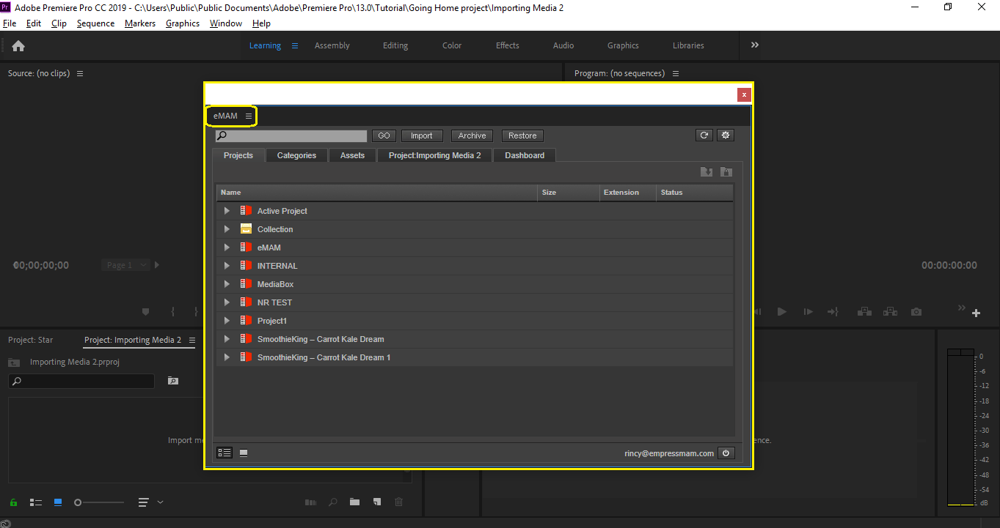 Pr Adobe Premiere Pro CC 2019 - C:\Users\Public\Public Documents\Adobe\Premiere Pro\13.0\Tutorial\Going Home project\Importing Media 2
File Edit Clip Sequence Markers Graphics Window Help
Learning Assembly Editing Color Effects Audio Graphics Libraries
Source: (no clips) Program: (no sequences)
x
eMAM
GO Import Archive Restore
Projects Categories Assets Project:Importing Media 2 Dashboard
Name Size Extension Status
Active Project
Collection
eMAM
INTERNAL
00;00;00;00 Page 1 00:00:00:00
MediaBox
NR TEST
Project1
SmoothieKing – Carrot Kale Dream
SmoothieKing – Carrot Kale Dream 1
Project: Star Project: Importing Media 2
Importing Media 2.prproj
Import me ence.
rincy@empressmam.com
0
-6
-12
-18
-24
-30
-36
-42
-48
-54
dB